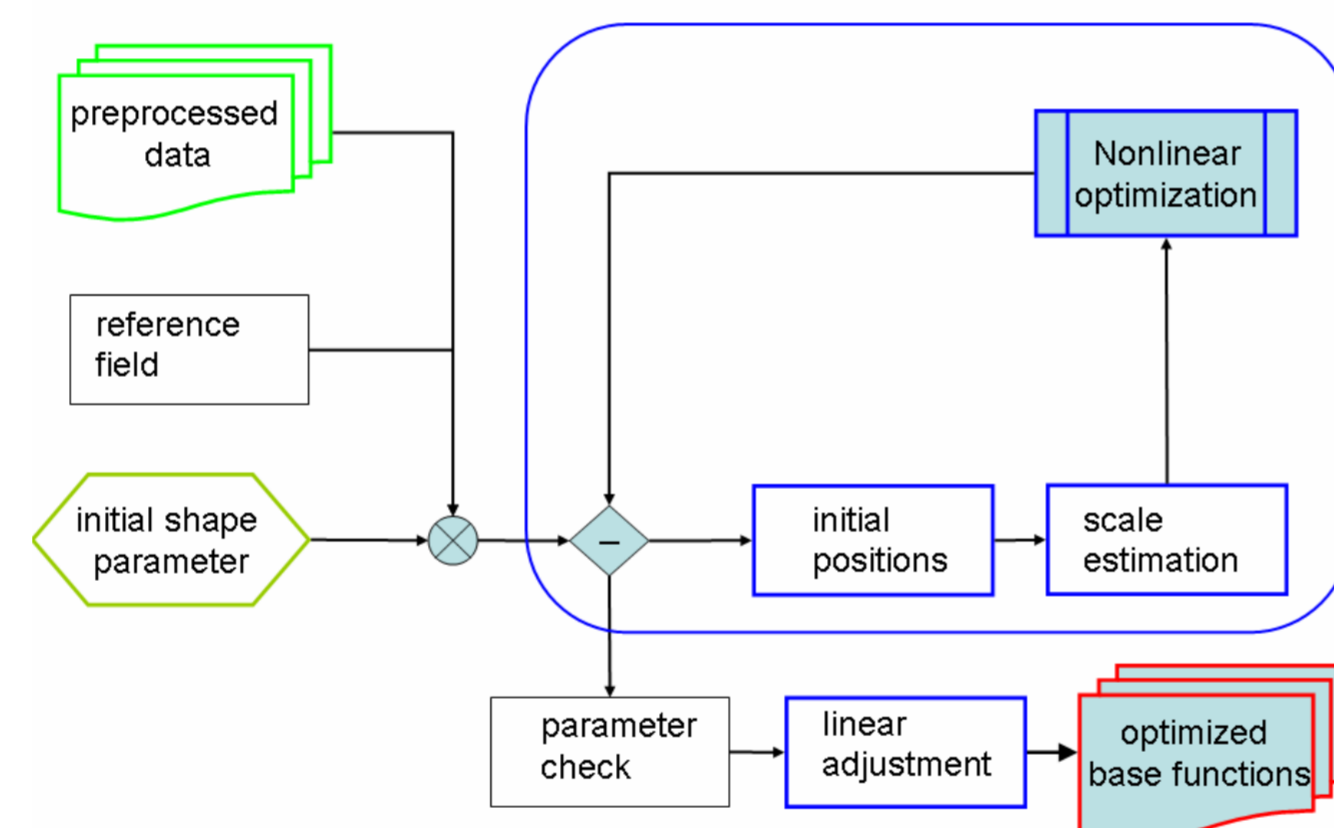 preprocessed
data
Nonlinear
optimization
reference
field
initial shape
parameter
–
initial
positions
scale
estimation
parameter
check
linear
adjustment
optimized
base functions